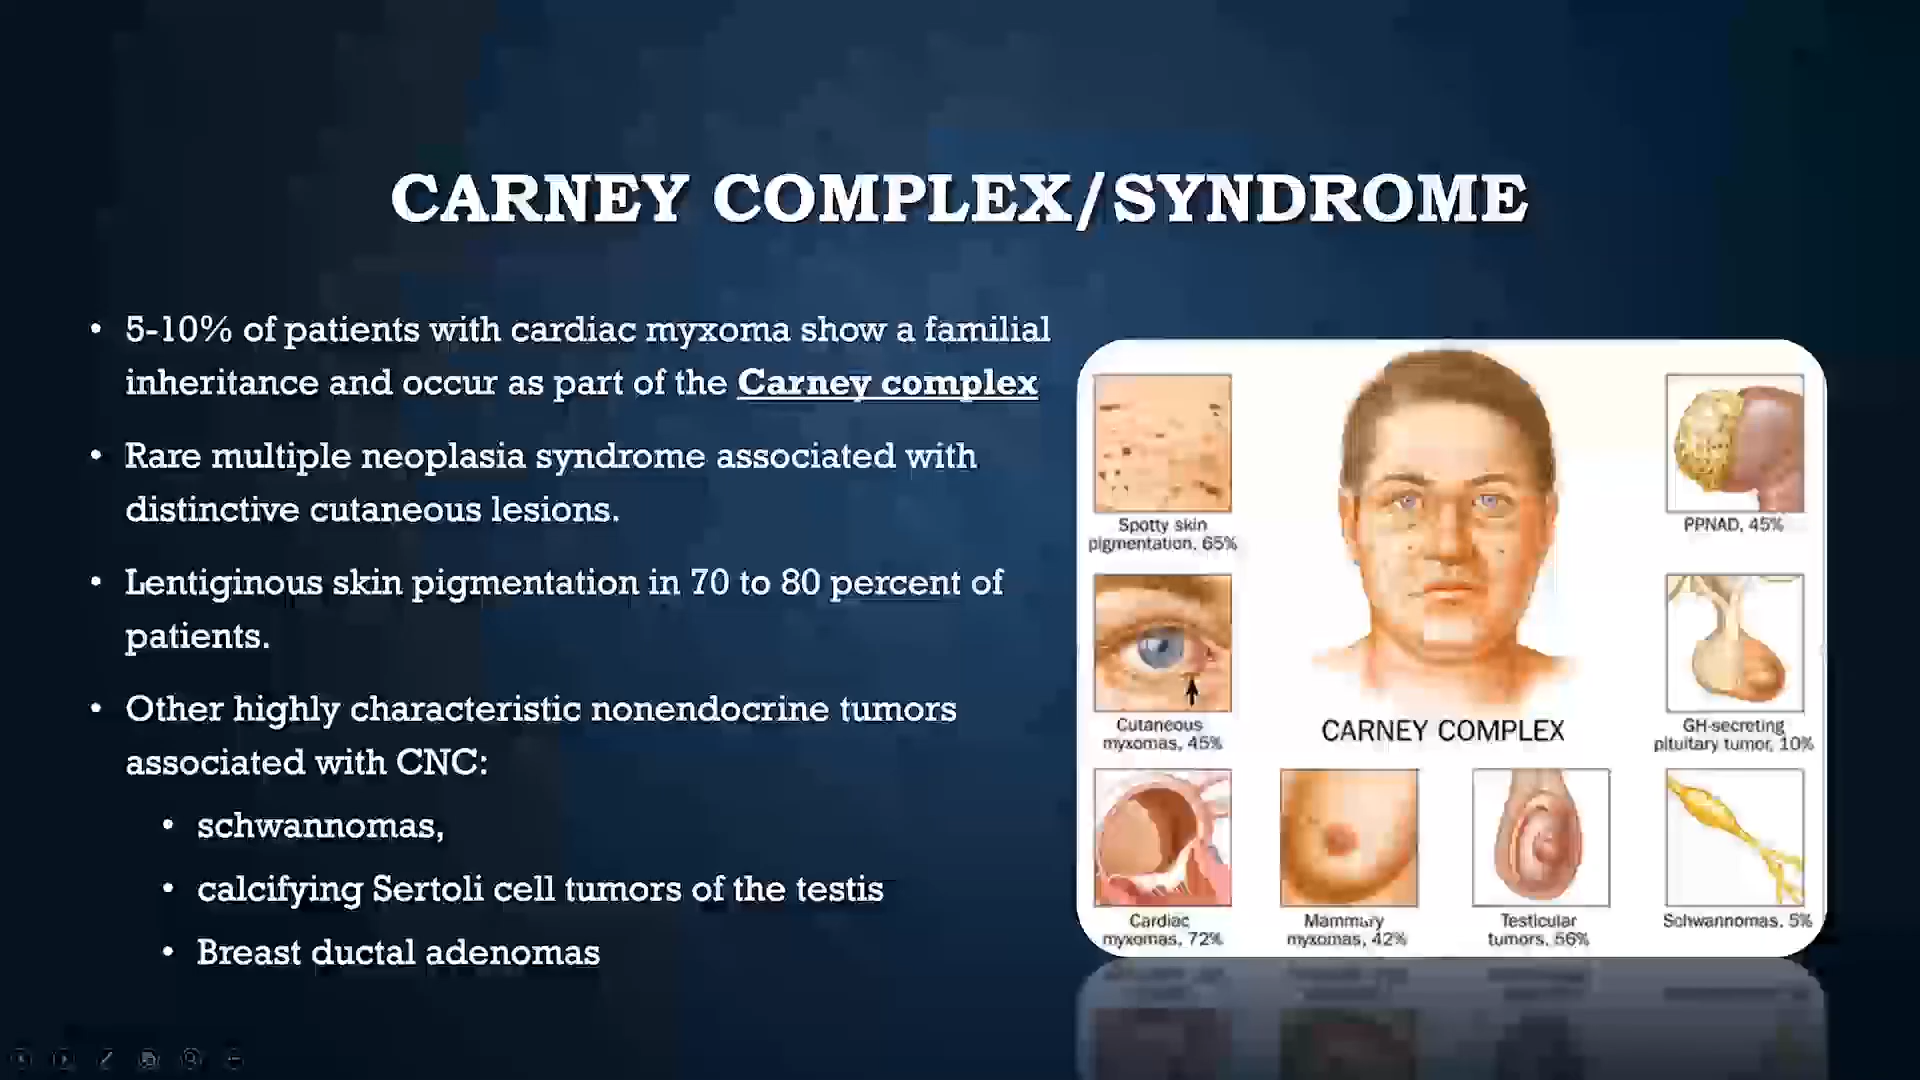 CARNEY COMPLEX/SYNDROME
• 5-10% of patients with cardiac myxoma show a familial
inheritance and occur as part of the Carney complex
• Rare multiple neoplasia syndrome associated with
distinctive cutaneous lesions.
• Lentiginous skin pigmentation in 70 to 80 percent of
patients.
• Other highly characteristic nonendocrine tumors
associated with CNC:
• schwannomas,
• calcifying Sertoli cell tumors of the testis
• Breast ductal adenomas
Spotty skin
pigmentation, 65%
PPNAD, 45%
Cutaneous
myxomas, 45%
CARNEY COMPLEX
GH-secreting
pituitary tumor, 10%
Cardiac
myxomas, 72%
Mammary
myxomas, 42%
Testicular
tumors, 56%
Schwannomas, 5%